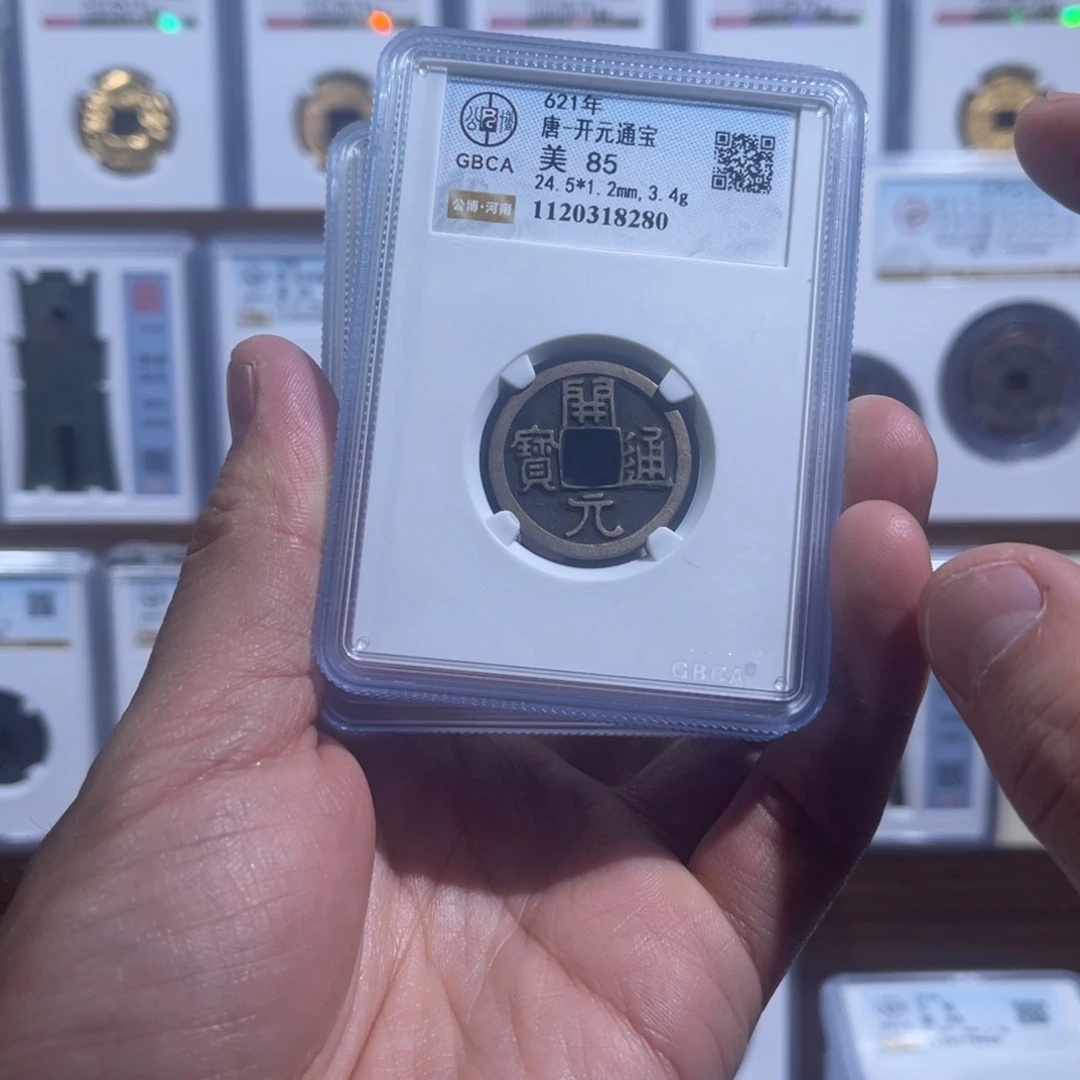 621年
唐-开元通宝
美 85
24.5*1.2mm, 3.4g
GBCA
公博·河南
1120318280
開
通
元
寶
GBCA